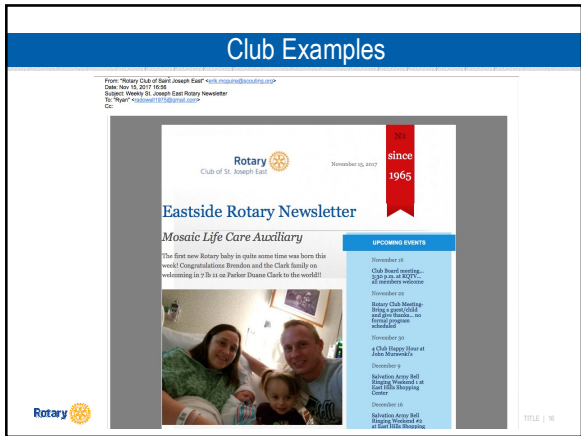 Club Examples
From: "Rotary Club of Saint Joseph East" <erik.mcguire@scouting.org>
Date: Nov 15, 2017 16:56
Subject: Weekly St. Joseph East Rotary Newsletter
To: "Ryan" <radowell1975@gmail.com>
Cc:
Rotary
Club of St. Joseph East
November 15, 2017
N1
since
1965
Eastside Rotary Newsletter
Mosaic Life Care Auxiliary
The first new Rotary baby in quite some time was born this
week! Congratulations Brendon and the Clark family on
welcoming in 7 lb 11 oz Parker Duane Clark to the world!!
UPCOMING EVENTS
November 16
Club Board meeting...
5:30 p.m. at KQTV...
all members welcome
November 22
Rotary Club Meeting-
Bring a guest/child
and give thanks... no
formal program
scheduled
November 30
4 Club Happy Hour at
John Murawski's
December 9
Salvation Army Bell
Ringing Weekend 1 at
East Hills Shopping
Center
December 16
Salvation Army Bell
Ringing Weekend #2
at East Hills Shopping
Rotary
TITLE | 16